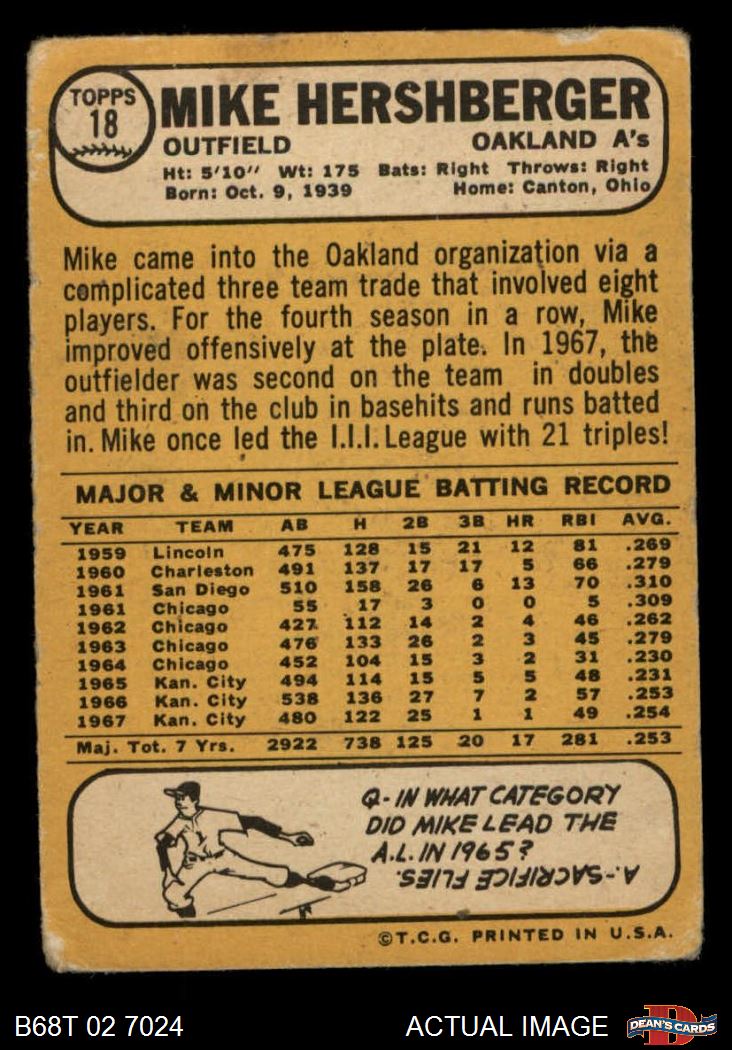 TOPPS
18
MIKE HERSHBERGER
OUTFIELD OAKLAND A's
Ht: 5'10" Wt: 175 Bats: Right Throws: Right
Born: Oct. 9, 1939 Home: Canton, Ohio
Mike came into the Oakland organization via a
complicated three team trade that involved eight
players. For the fourth season in a row, Mike
improved offensively at the plate. In 1967, the
outfielder was second on the team in doubles
and third on the club in basehits and runs batted
in. Mike once led the I.I.I. League with 21 triples!
MAJOR & MINOR LEAGUE BATTING RECORD
YEAR TEAM AB H 2B 3B HR RBI AVG.
1959 Lincoln 475 128 15 21 12 81 .269
1960 Charleston 491 137 17 17 5 66 .279
1961 San Diego 510 158 26 6 13 70 .310
1961 Chicago 55 17 3 0 0 5 .309
1962 Chicago 427 112 14 2 4 46 .262
1963 Chicago 476 133 26 2 3 45 .279
1964 Chicago 452 104 15 3 2 31 .230
1965 Kan. City 494 114 15 5 5 48 .231
1966 Kan. City 538 136 27 7 2 57 .253
1967 Kan. City 480 122 25 1 1 49 .254
Maj. Tot. 7 Yrs. 2922 738 125 20 17 281 .253
Q- IN WHAT CATEGORY
DID MIKE LEAD THE
A.L. IN 1965?
A-SACRIFICE FLIES.
©T.C.G. PRINTED IN U.S.A.
B68T 02 7024 ACTUAL IMAGE
D
DEAN'S CARDS